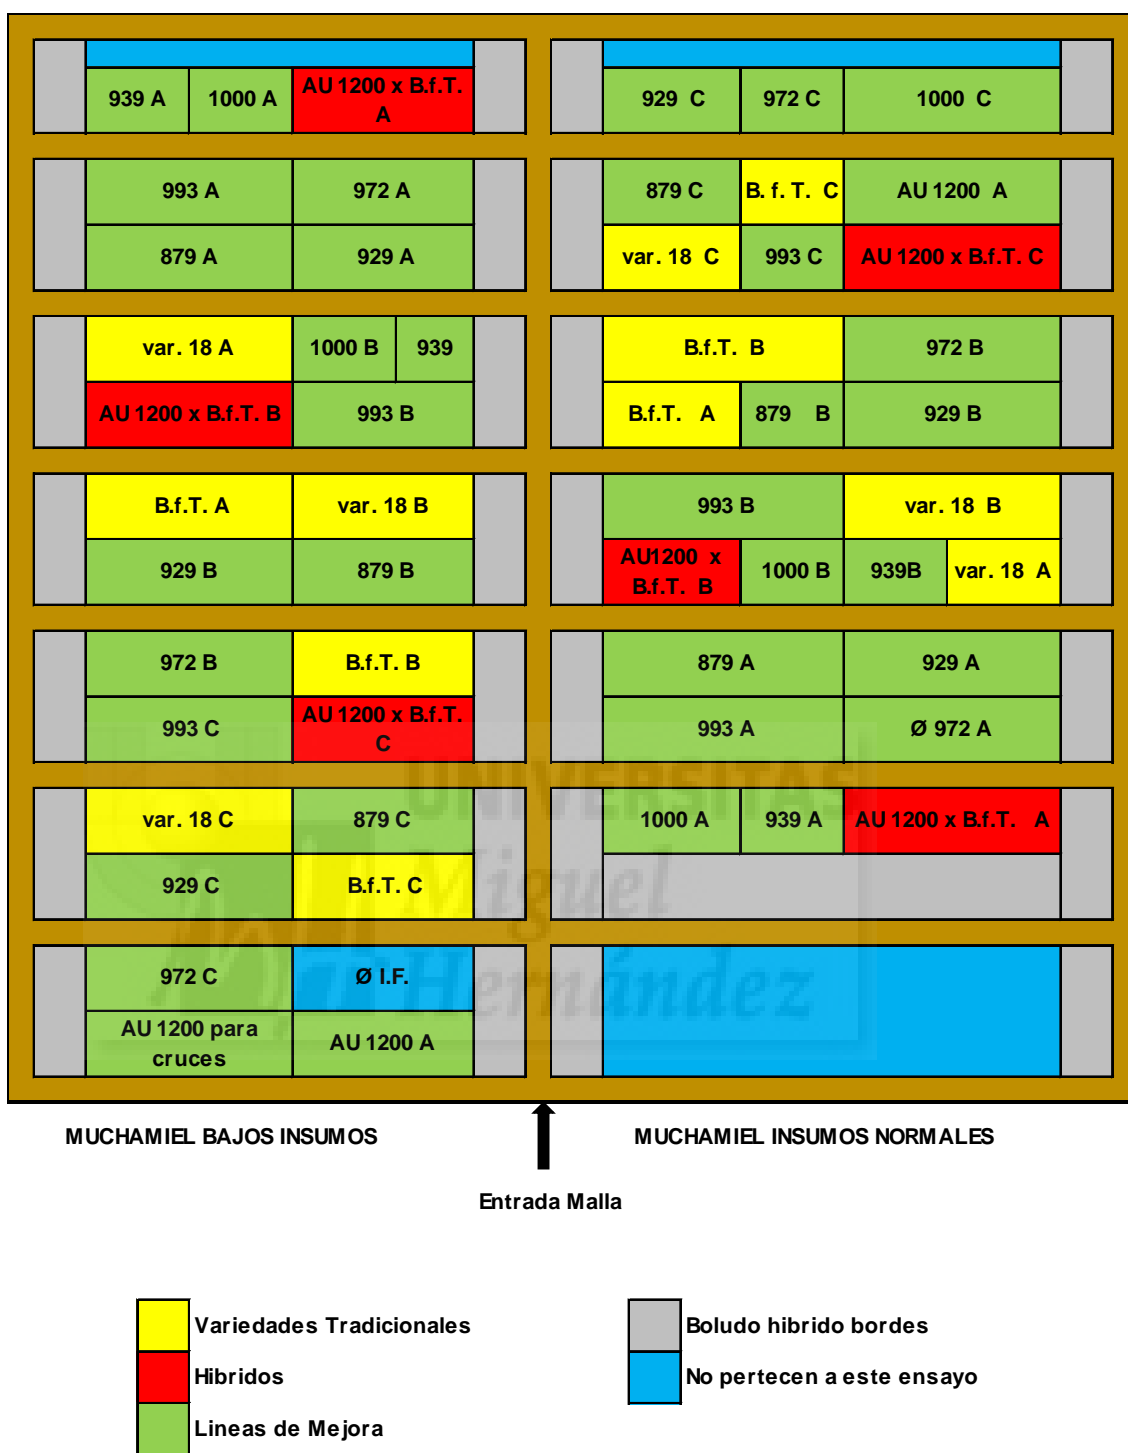 939 A 1000 A AU 1200 x B.f.T. A
929 C 972 C 1000 C
993 A 972 A
879 C B. f. T. C AU 1200 A
879 A 929 A
var. 18 C 993 C AU 1200 x B.f.T. C
var. 18 A 1000 B 939
B.f.T. B 972 B
AU 1200 x B.f.T. B 993 B
B.f.T. A 879 B 929 B
B.f.T. A var. 18 B
993 B var. 18 B
929 B 879 B
AU1200 x B.f.T. B 1000 B 939B var. 18 A
972 B B.f.T. B
879 A 929 A
993 C AU 1200 x B.f.T. C
993 A Ø 972 A
var. 18 C 879 C
1000 A 939 A AU 1200 x B.f.T. A
929 C B.f.T. C
972 C Ø I.F.
AU 1200 para cruces AU 1200 A
UNIVERSITAS
Miguel
Hernández
MUCHAMIEL BAJOS INSUMOS
MUCHAMIEL INSUMOS NORMALES
Entrada Malla
Variedades Tradicionales
Hibridos
Lineas de Mejora
Boludo hibrido bordes
No pertecen a este ensayo